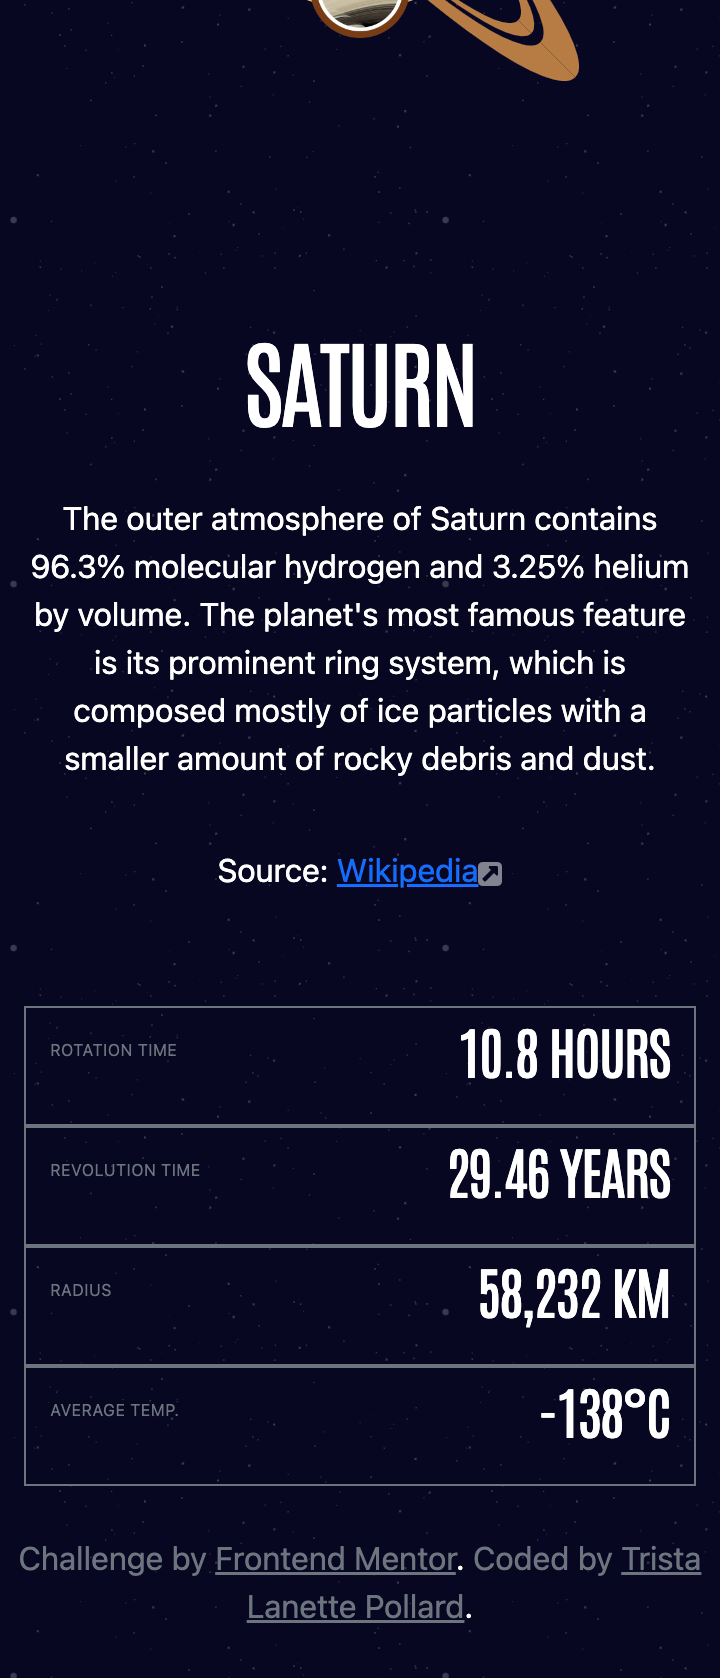 SATURN
The outer atmosphere of Saturn contains
96.3% molecular hydrogen and 3.25% helium
by volume. The planet's most famous feature
is its prominent ring system, which is
composed mostly of ice particles with a
smaller amount of rocky debris and dust.
Source: Wikipedia
ROTATION TIME
10.8 HOURS
REVOLUTION TIME
29.46 YEARS
RADIUS
58,232 KM
AVERAGE TEMP.
-138°C
Challenge by Frontend Mentor. Coded by Trista
Lanette Pollard.